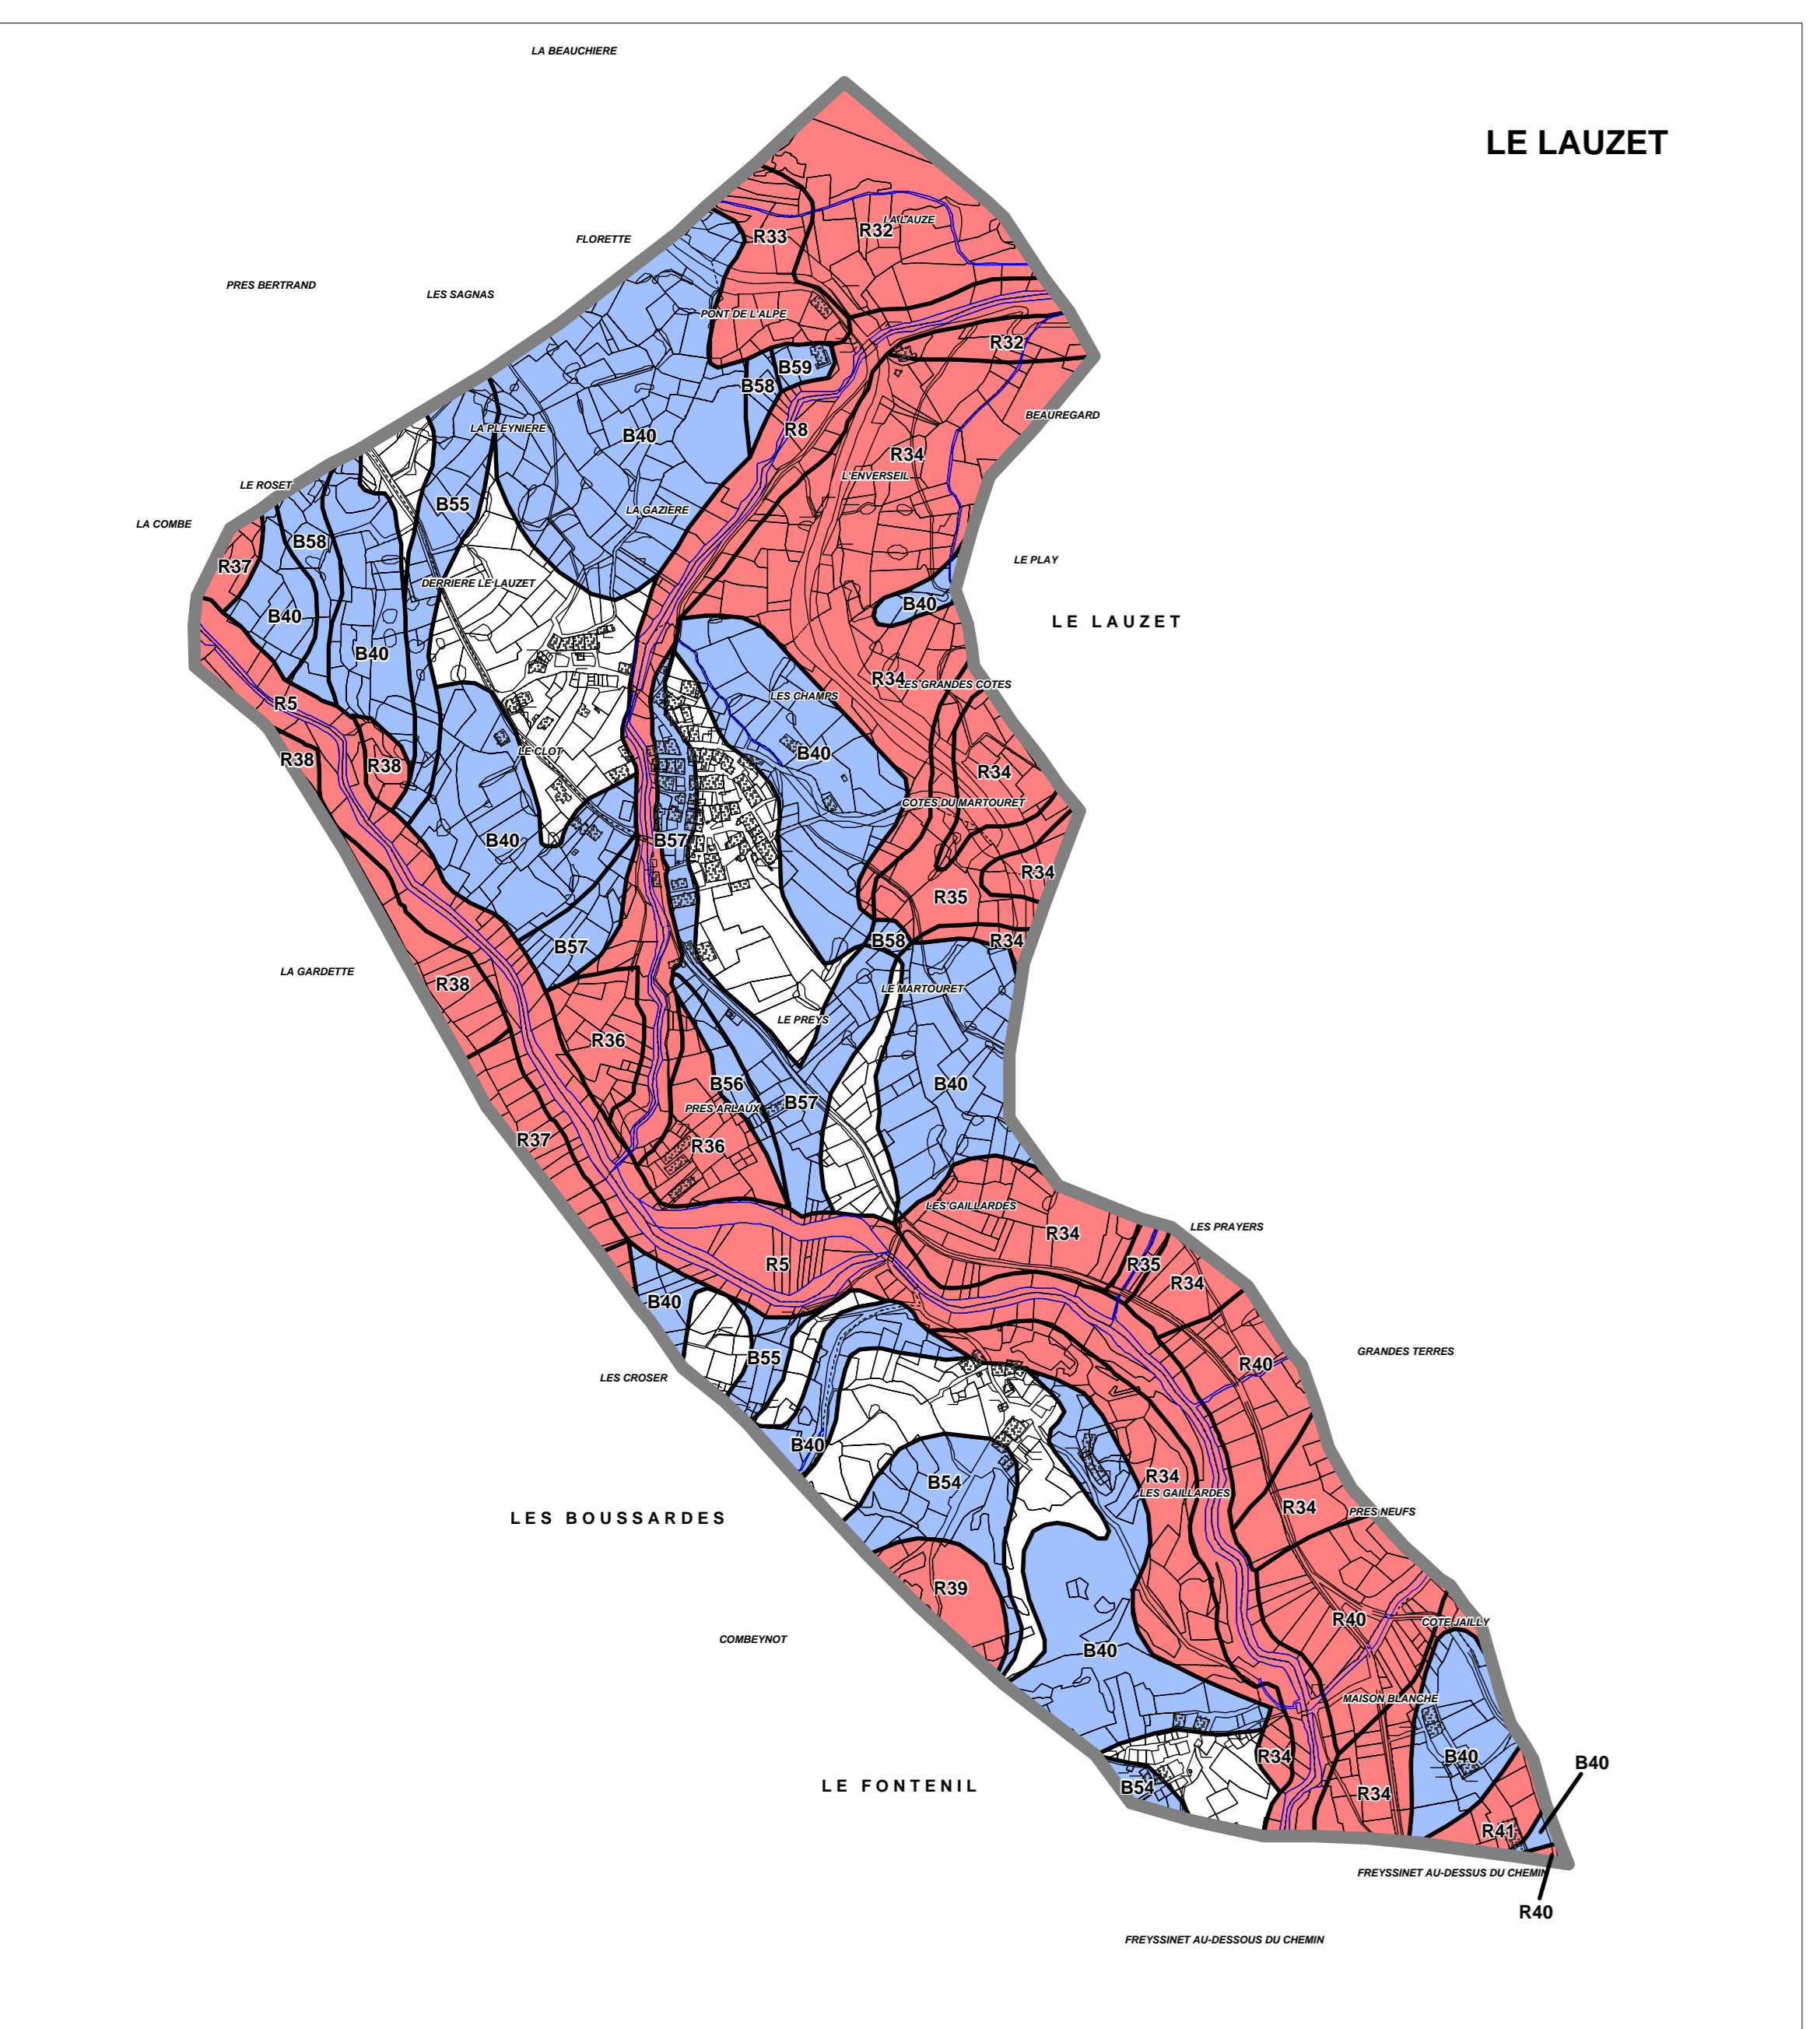 LA BEAUCHIERE
LE LAUZET
LA LAUZE
R32
R33
FLORETTE
PRES BERTRAND
LES SAGNAS
PONT DE L'ALPE
R32
B59
B58
BEAUREGARD
LA PLEYNIERE
R8
B40
R34
L'ENVERSEIL
LE ROSET
B55
LA GAZIERE
LA COMBE
B58
LE PLAY
R37
DERRIERE LE LAUZET
B40
B40
LE LAUZET
B40
R34
LES GRANDES COTES
LES CHAMPS
R5
LE CLOT
B40
R38
R38
R34
COTES DU MARTOURET
B40
B57
R34
R35
B58
R34
B57
LA GARDETTE
R38
LE MARTOURET
LE PREYS
R36
B56
B40
B57
PRES ARLAUX
R37
R36
LES GAILLARDES
LES PRAYERS
R34
R5
R35
R34
B40
GRANDES TERRES
B55
R40
LES CROSER
B40
R34
B54
LES GAILLARDES
R34
PRES NEUFS
LES BOUSSARDES
R39
R40
COTE JAILLY
COMBEYNOT
B40
MAISON BLANCHE
R34
B40
B40
LE FONTENIL
B54
R34
R41
FREYSSINET AU-DESSUS DU CHEMIN
R40
FREYSSINET AU-DESSOUS DU CHEMIN